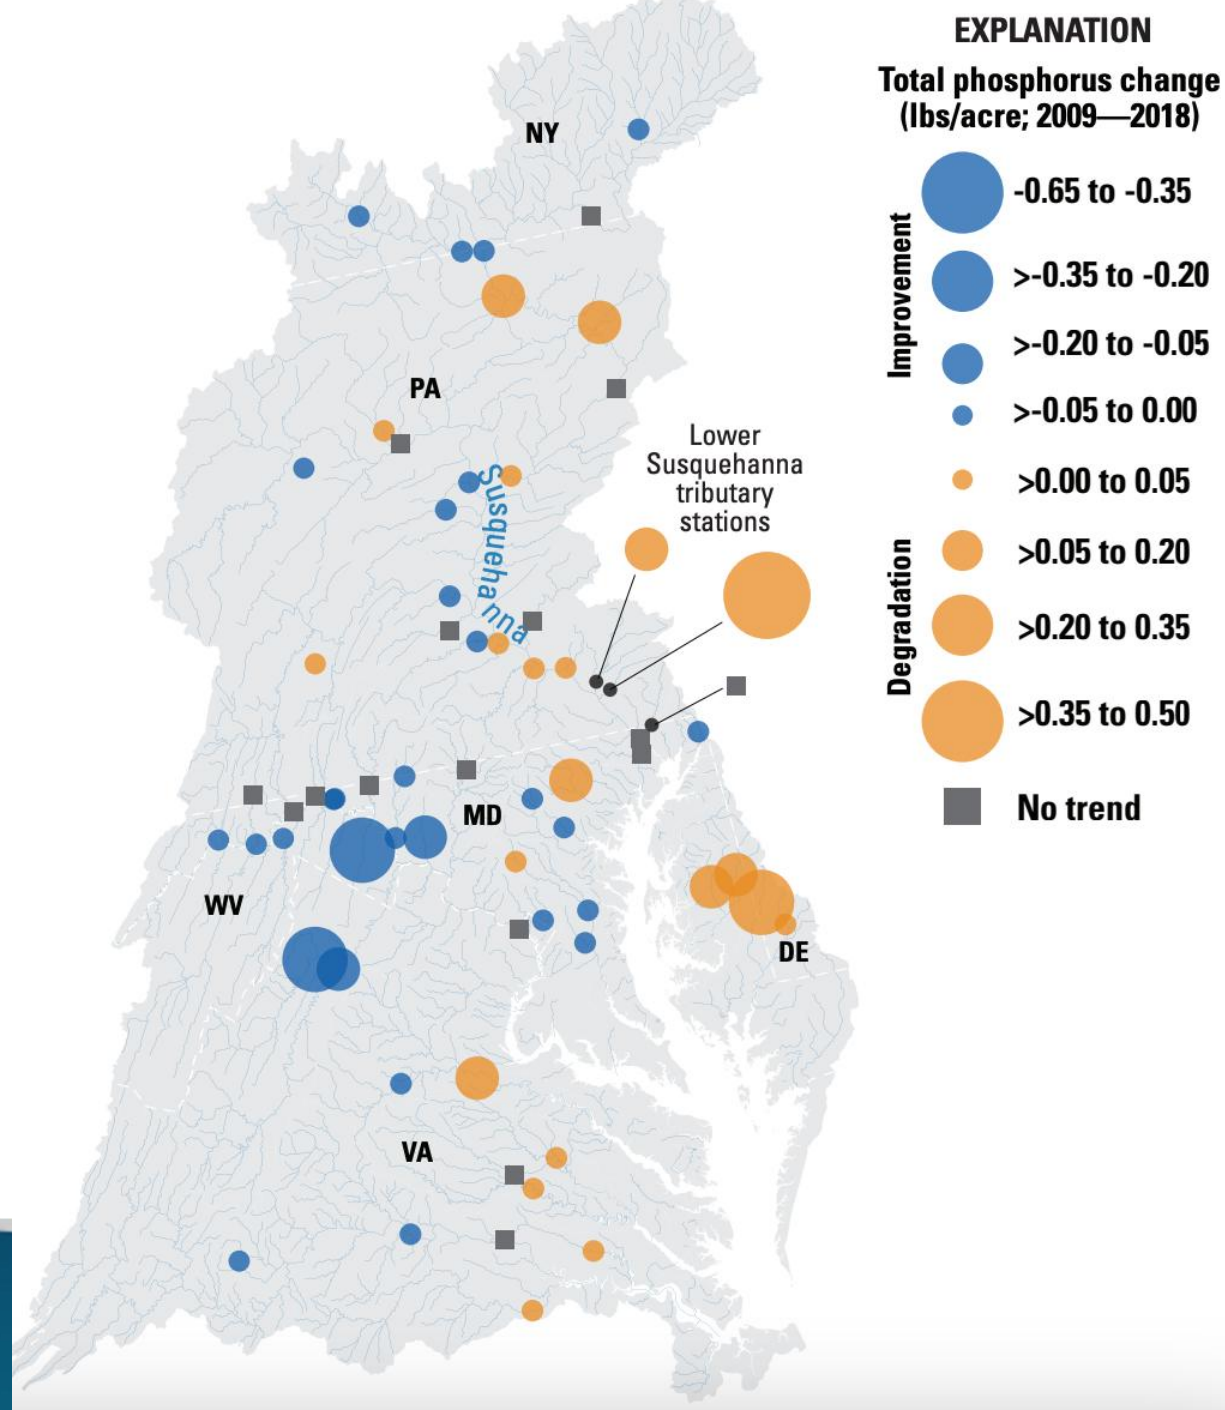 EXPLANATION
Total phosphorus change
(lbs/acre; 2009—2018)
Improvement
-0.65 to -0.35
>-0.35 to -0.20
>-0.20 to -0.05
>-0.05 to 0.00
Degradation
>0.00 to 0.05
>0.05 to 0.20
>0.20 to 0.35
>0.35 to 0.50
No trend
NY
PA
Susquehanna
Lower
Susquehanna
tributary
stations
MD
WV
DE
VA